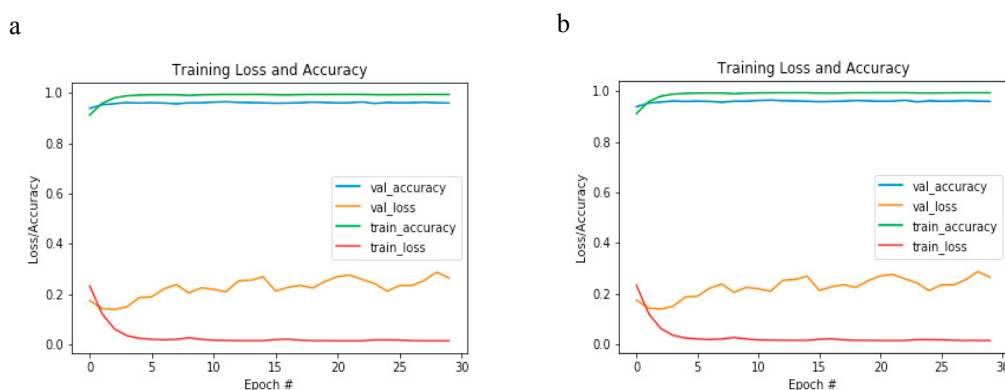 a
Training Loss and Accuracy
1.0
0.8
0.6
0.4
0.2
0.0
Loss/Accuracy
val_accuracy
val_loss
train_accuracy
train_loss
0 5 10 15 20 25 30
Epoch #
b
Training Loss and Accuracy
1.0
0.8
0.6
0.4
0.2
0.0
Loss/Accuracy
val_accuracy
val_loss
train_accuracy
train_loss
0 5 10 15 20 25 30
Epoch #